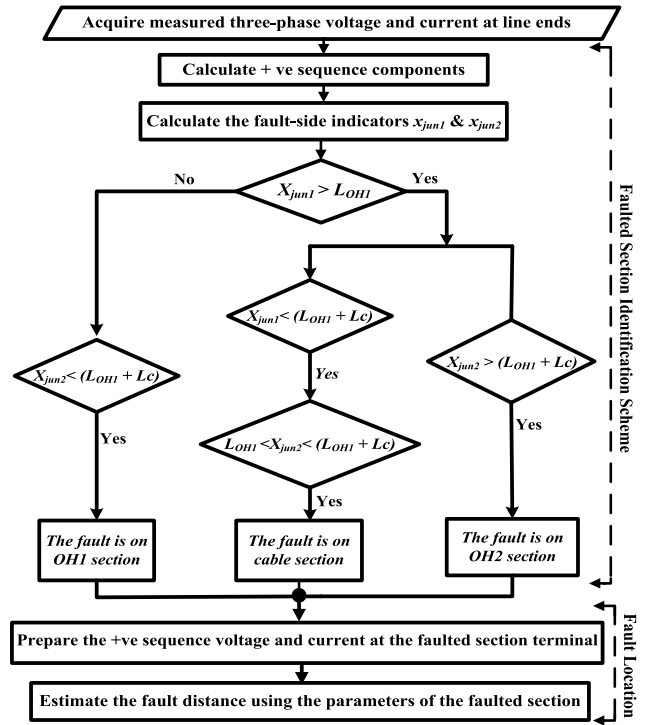 Acquire measured three-phase voltage and current at line ends
Calculate + ve sequence components
Calculate the fault-side indicators xjun1 & xjun2
No
Xjun1 > LOH1
Yes
Xjun1< (LOH1 + Lc)
Xjun2< (LOH1 + Lc)
Xjun2 > (LOH1 + Lc)
Yes
LOH1 <Xjun2< (LOH1 + Lc)
Yes
Yes
Yes
The fault is on
OH1 section
The fault is on
cable section
The fault is on
OH2 section
Faulted Section Identification Scheme
Prepare the +ve sequence voltage and current at the faulted section terminal
Estimate the fault distance using the parameters of the faulted section
Fault Location